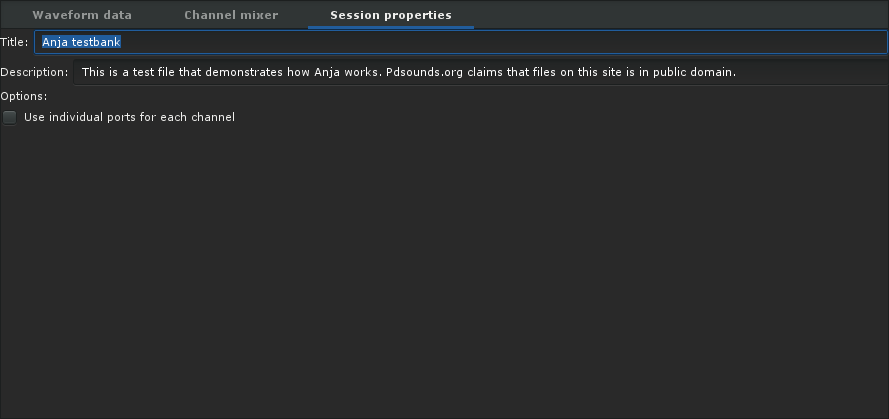 Waveform data Channel mixer Session properties
Title: Anja testbank
Description: This is a test file that demonstrates how Anja works. Pdsounds.org claims that files on this site is in public domain.
Options:
Use individual ports for each channel